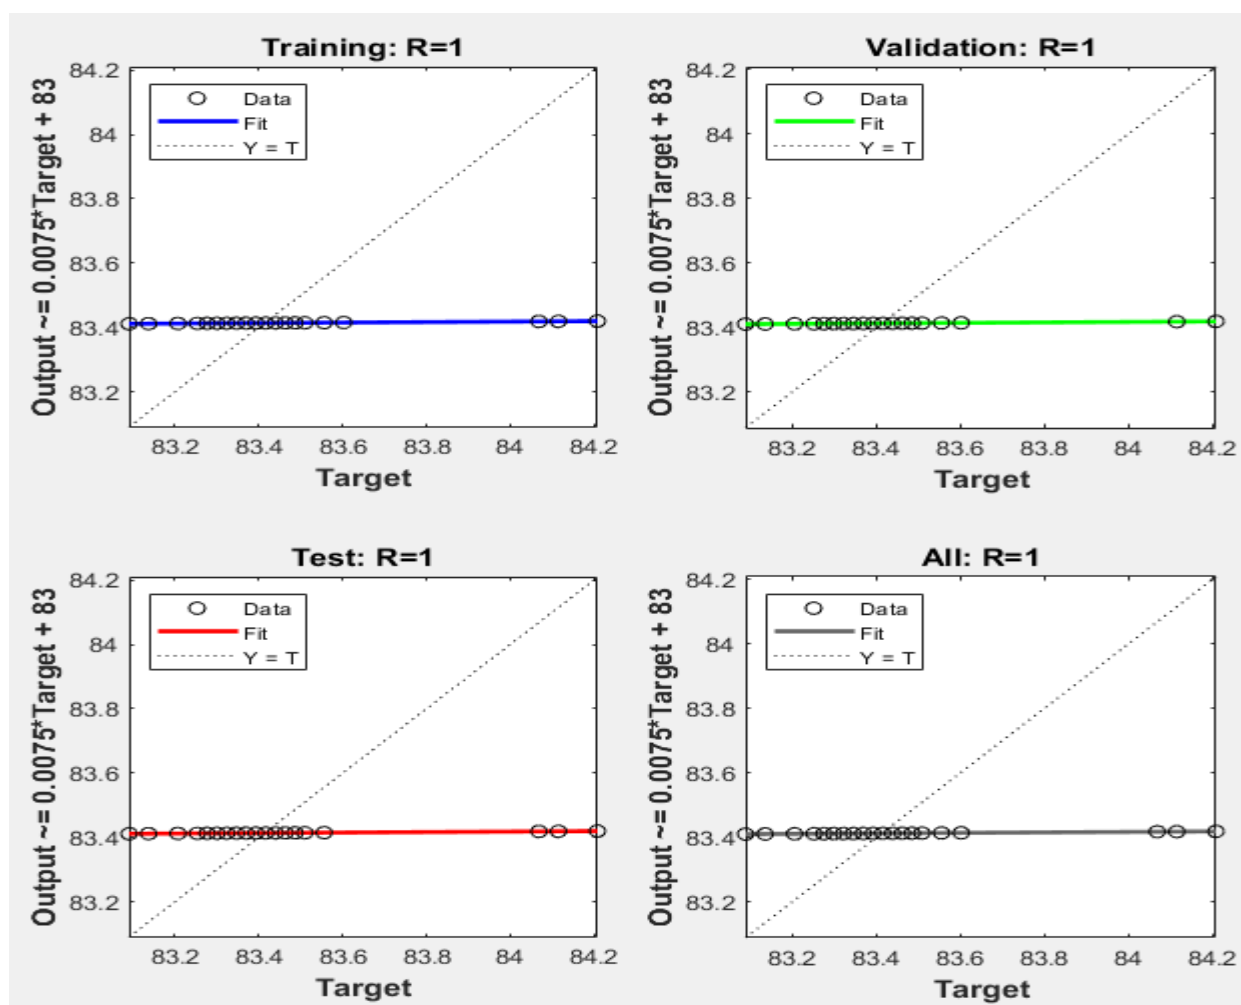 Training: R=1
Output ~= 0.0075*Target + 83
84.2
84
83.8
83.6
83.4
83.2
Data
Fit
Y = T
83.2 83.4 83.6 83.8 84 84.2
Target
Validation: R=1
Output ~= 0.0075*Target + 83
84.2
84
83.8
83.6
83.4
83.2
Data
Fit
Y = T
83.2 83.4 83.6 83.8 84 84.2
Target
Test: R=1
Output ~= 0.0075*Target + 83
84.2
84
83.8
83.6
83.4
83.2
Data
Fit
Y = T
83.2 83.4 83.6 83.8 84 84.2
Target
All: R=1
Output ~= 0.0075*Target + 83
84.2
84
83.8
83.6
83.4
83.2
Data
Fit
Y = T
83.2 83.4 83.6 83.8 84 84.2
Target